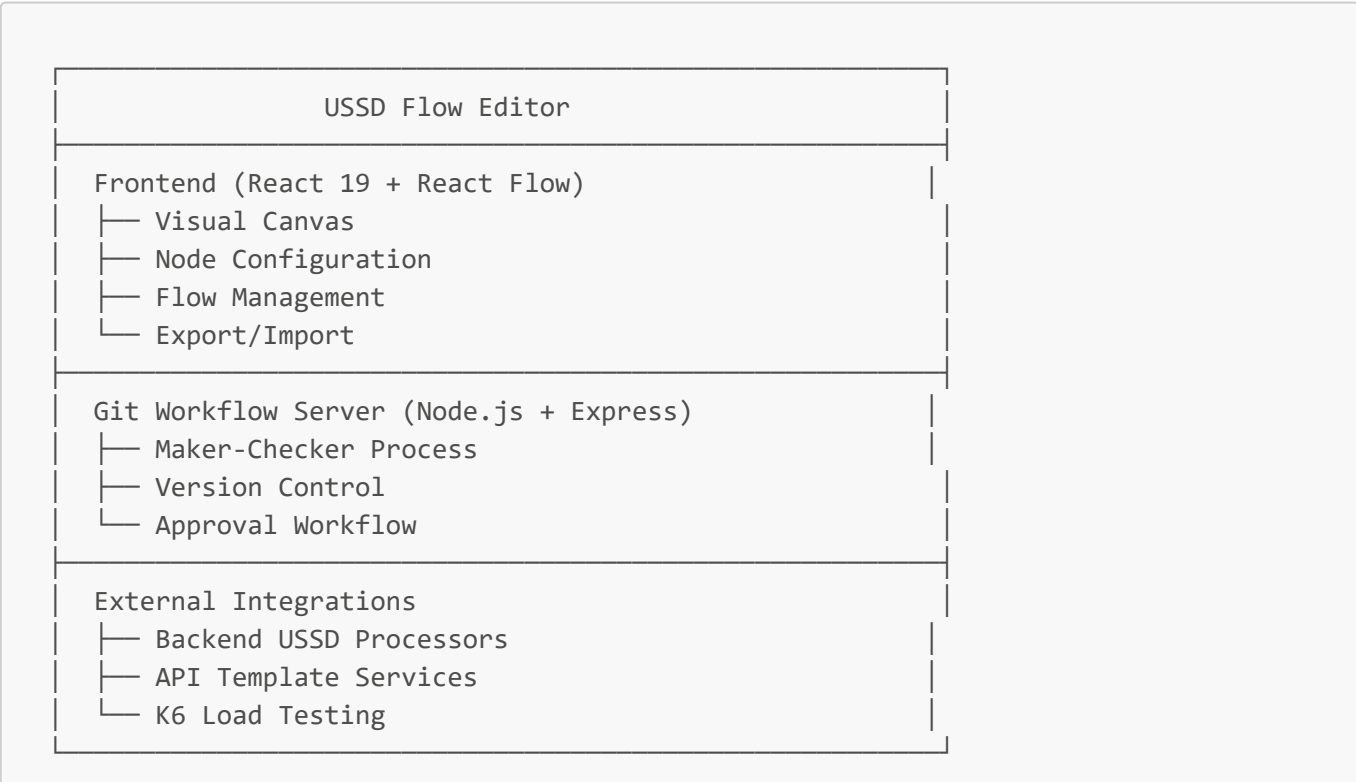 USSD Flow Editor
Frontend (React 19 + React Flow)
├── Visual Canvas
├── Node Configuration
├── Flow Management
└── Export/Import
Git Workflow Server (Node.js + Express)
├── Maker-Checker Process
├── Version Control
└── Approval Workflow
External Integrations
├── Backend USSD Processors
├── API Template Services
└── K6 Load Testing